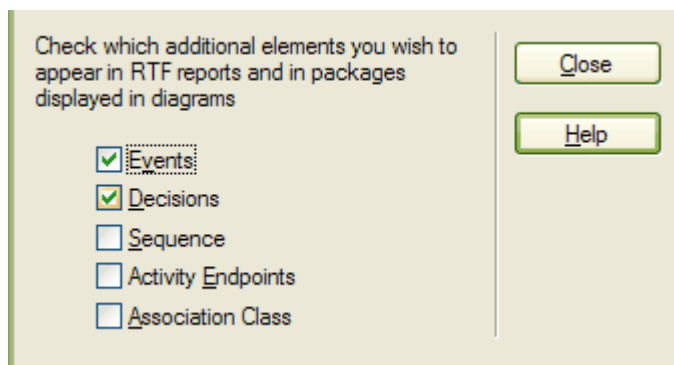 Check which additional elements you wish to
appear in RTF reports and in packages
displayed in diagrams
Close
Help
Events
Decisions
Sequence
Activity Endpoints
Association Class